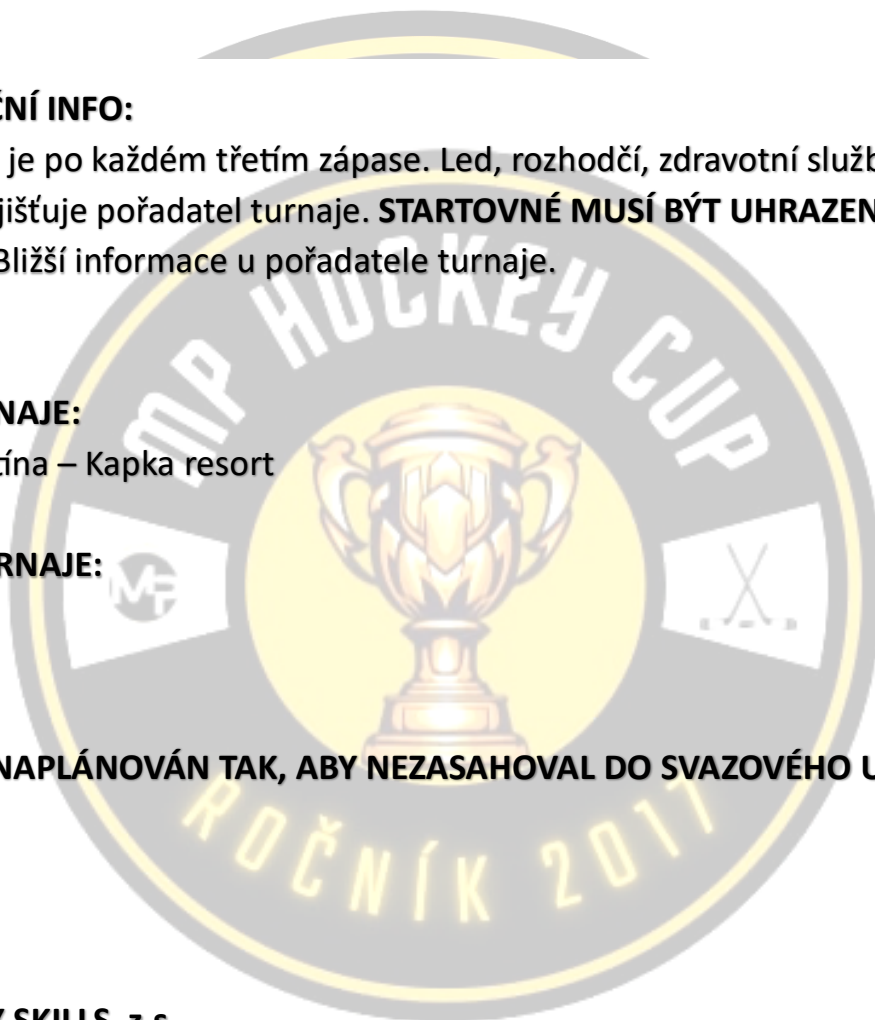 ČNÍ INFO:
je po každém třetím zápase. Led, rozhodčí, zdravotní služb
jišťuje pořadatel turnaje. STARTOVNÉ MUSÍ BÝT UHRAZEN
Bližší informace u pořadatele turnaje.
MP HOCKEY CUP
NAJE:
tína – Kapka resort
RNAJE:
MP
NAPLÁNOVÁN TAK, ABY NEZASAHOVAL DO SVAZOVÉHO U
ROČNÍK 2017
Y SKILLS, z.s.